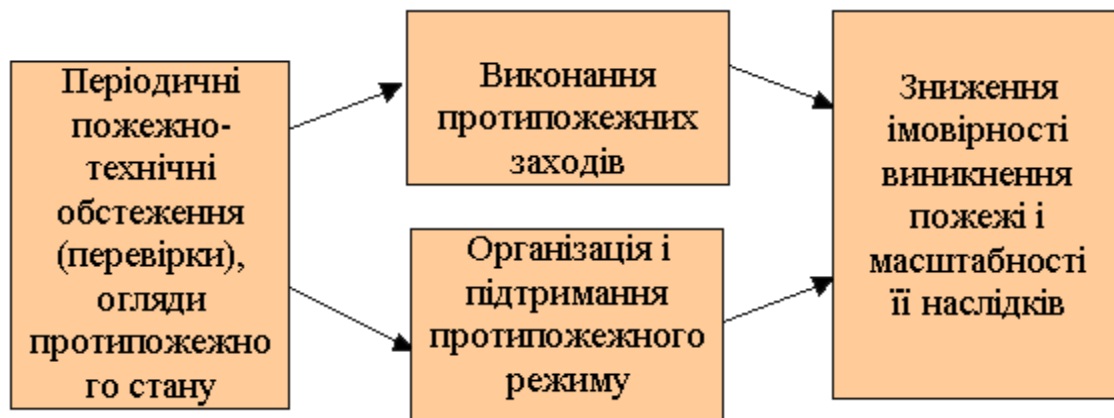 Періодичні
пожежно-
технічні
обстеження
(перевірки),
огляди
протипожежно
го стану
Виконання
протипожежних
заходів
Організація і
підтримання
протипожежного
режиму
Зниження
імовірності
виникнення
пожежі і
масштабності
її наслідків